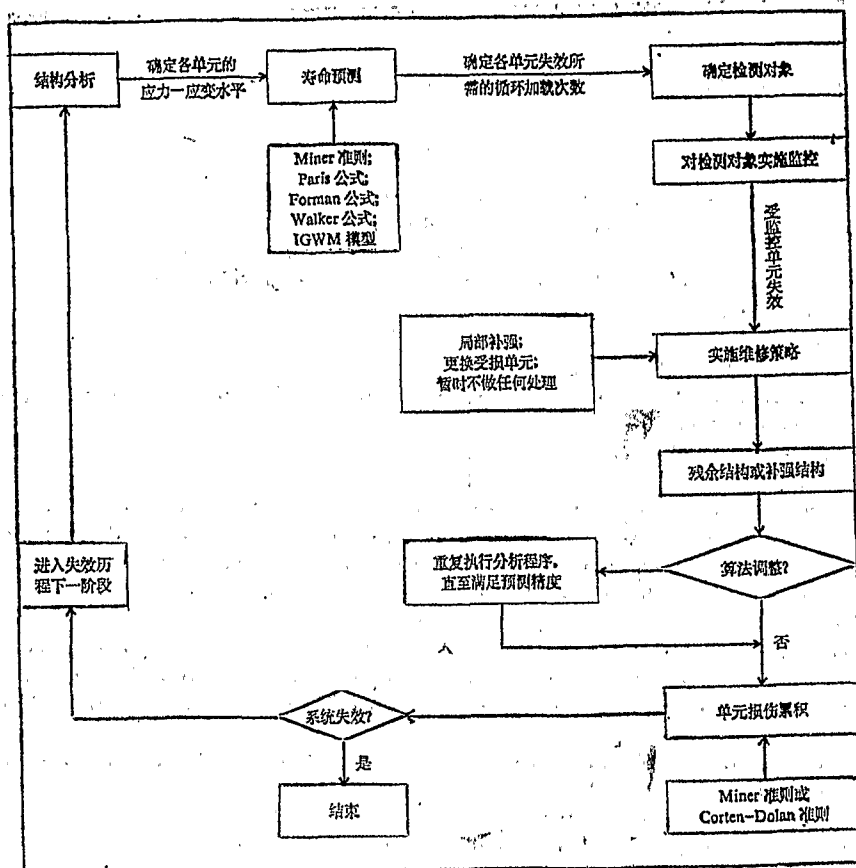 结构分析
确定各单元的
应力—应变水平
寿命预测
确定各单元失效所
需的循环加载次数
确定检测对象
Miner 准则;
Paris 公式;
Forman 公式;
Walker 公式;
IGWM 模型
对检测对象实施监控
受监控单元失效
局部补强;
更换受损单元;
暂时不做任何处理
实施维修策略
残余结构或补强结构
进入失效历
程下一阶段
重复执行分析程序,
直至满足预测精度
算法调整?
否
系统失效?
单元损伤累积
是
结束
Miner 准则或
Corten-Dolan 准则